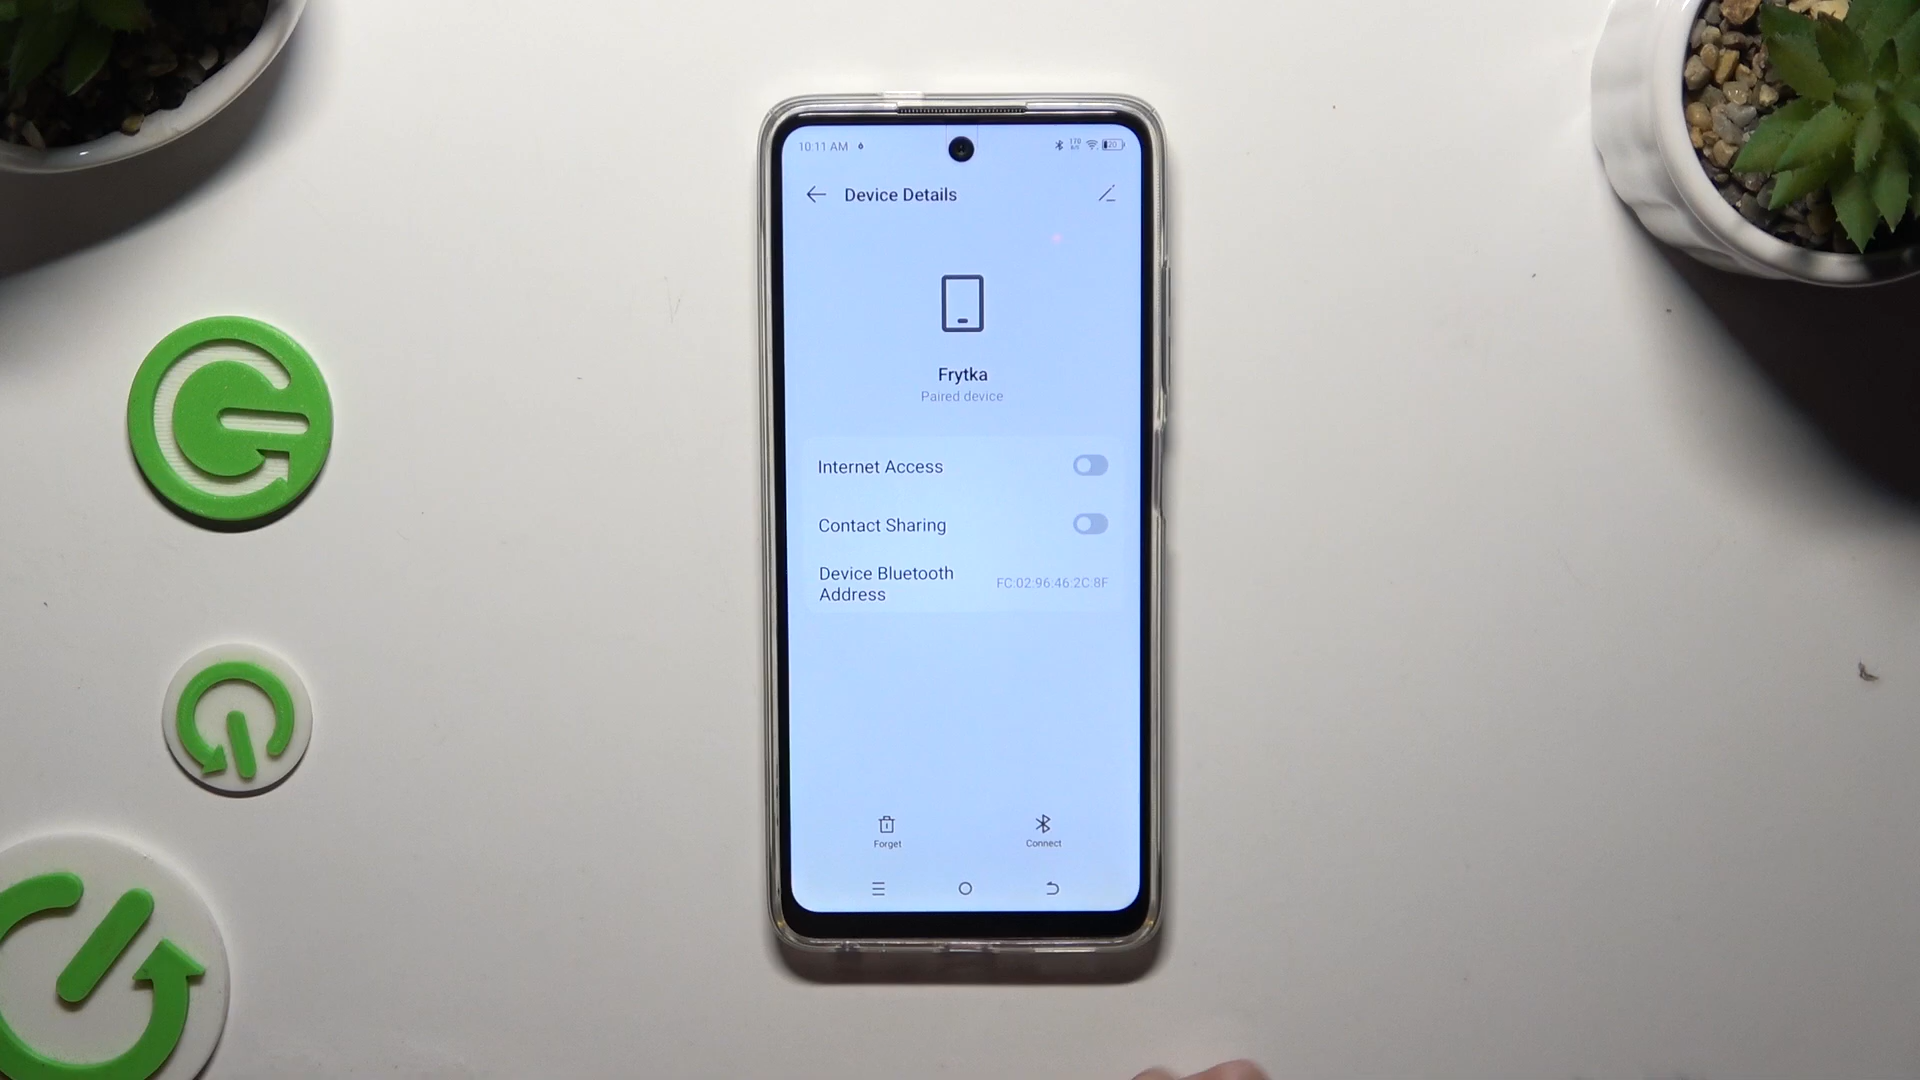 10:11 AM
20
Device Details
Frytka
Paired device
Internet Access
Contact Sharing
Device Bluetooth
Address
FC:02:96:46:2C:8F
Forget
Connect